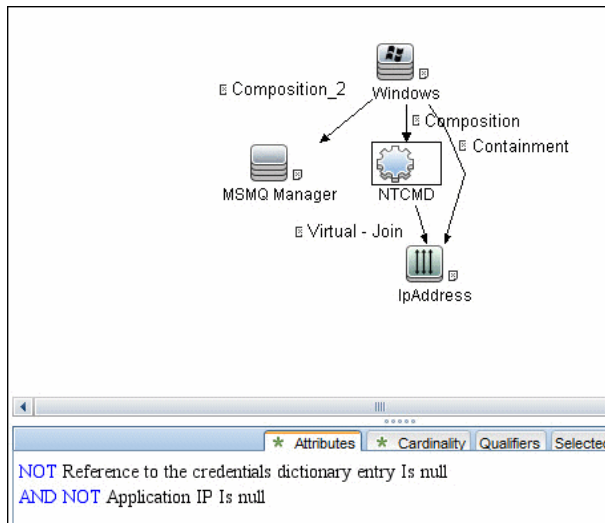 Windows
Composition_2
Composition
Containment
MSMQ Manager
NTCMD
Virtual - Join
IpAddress
* Attributes
* Cardinality
Qualifiers
Selected
NOT Reference to the credentials dictionary entry Is null
AND NOT Application IP Is null